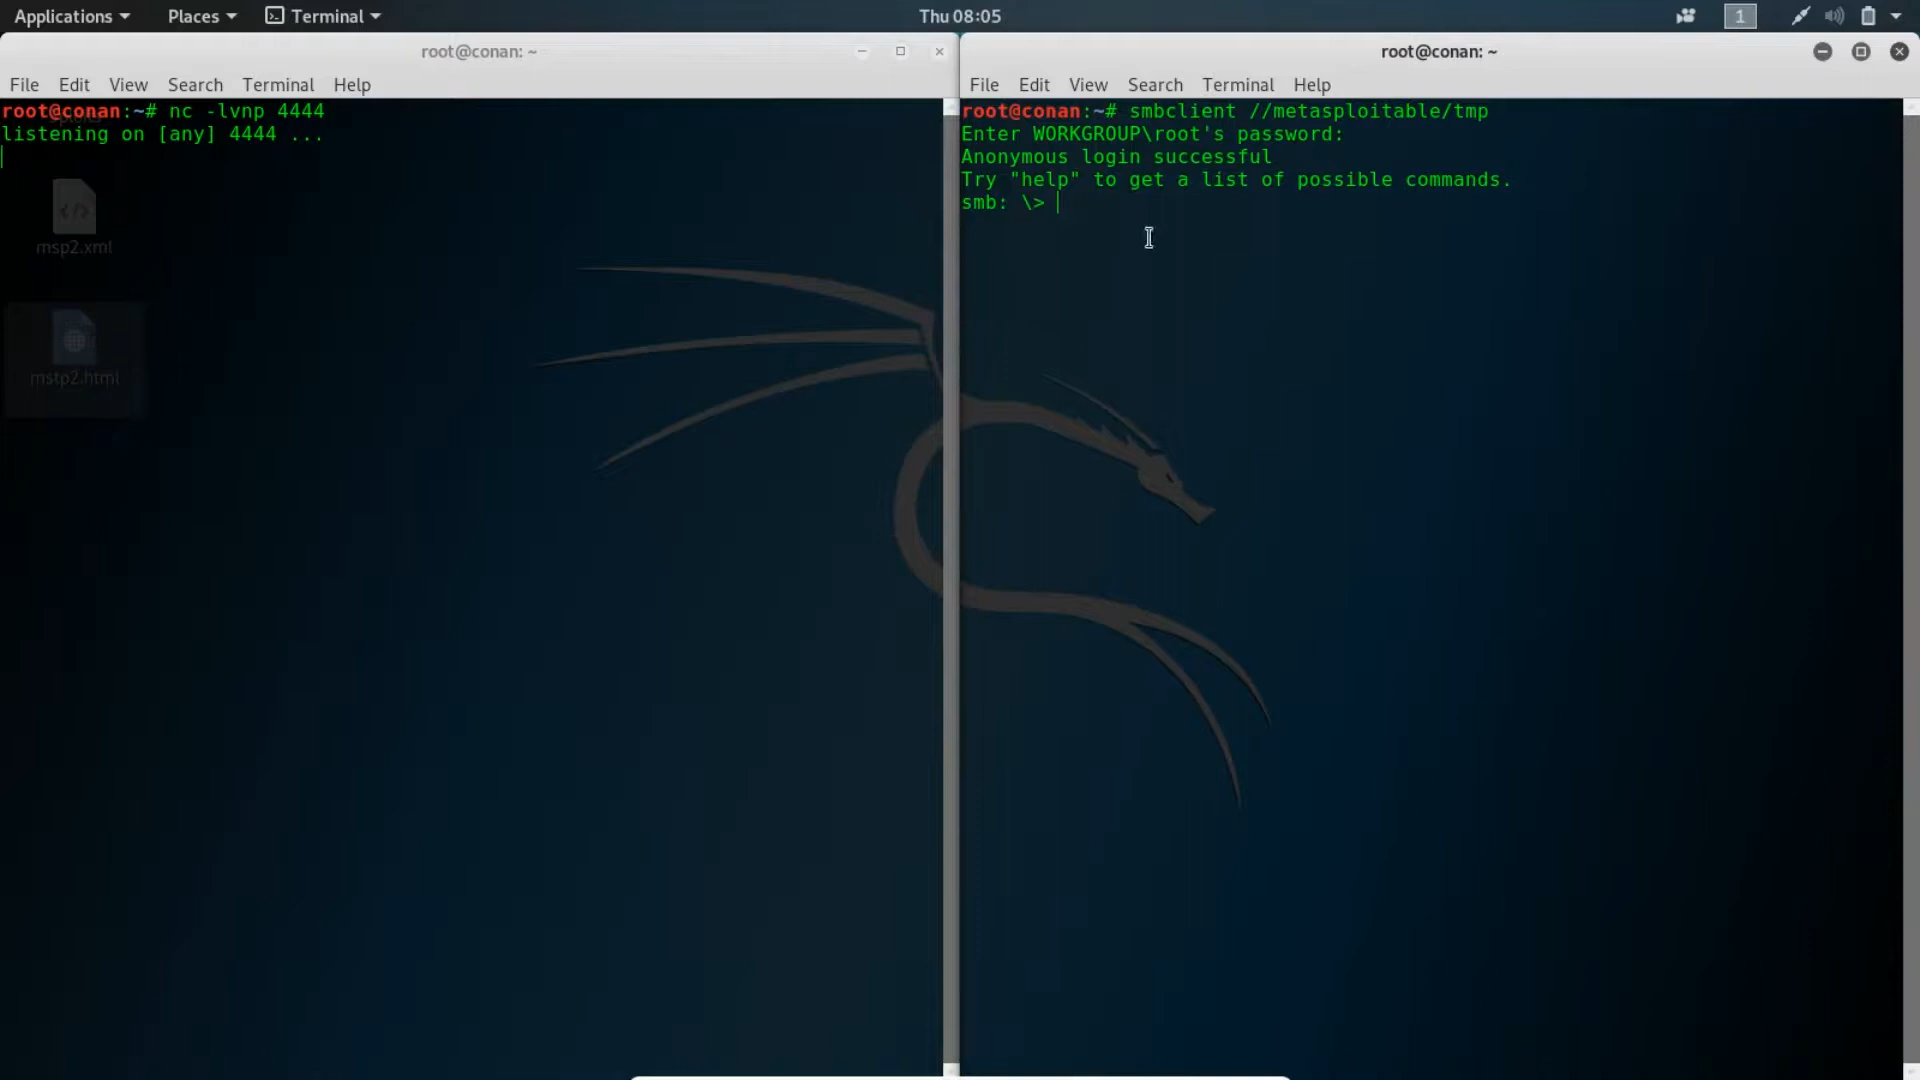 Applications Places Terminal Thu 08:05 1
root@conan: ~
File Edit View Search Terminal Help
root@conan:~# nc -lvnp 4444
listening on [any] 4444 ...
msp2.xml
mstp2.html
root@conan: ~
File Edit View Search Terminal Help
root@conan:~# smbclient //metasploitable/tmp
Enter WORKGROUP\root's password:
Anonymous login successful
Try "help" to get a list of possible commands.
smb: \>